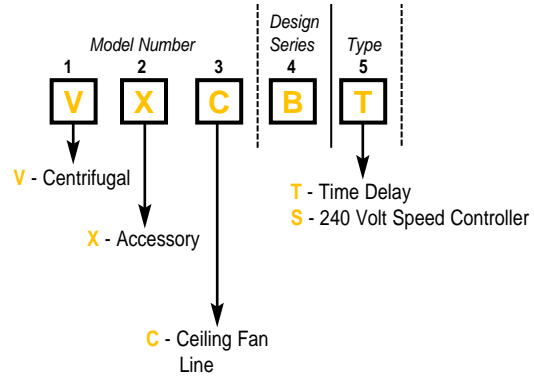 Design
Model Number Series Type
1 2 3 4 5
V X C B T
V - Centrifugal
T - Time Delay
S - 240 Volt Speed Controller
X - Accessory
C - Ceiling Fan
Line